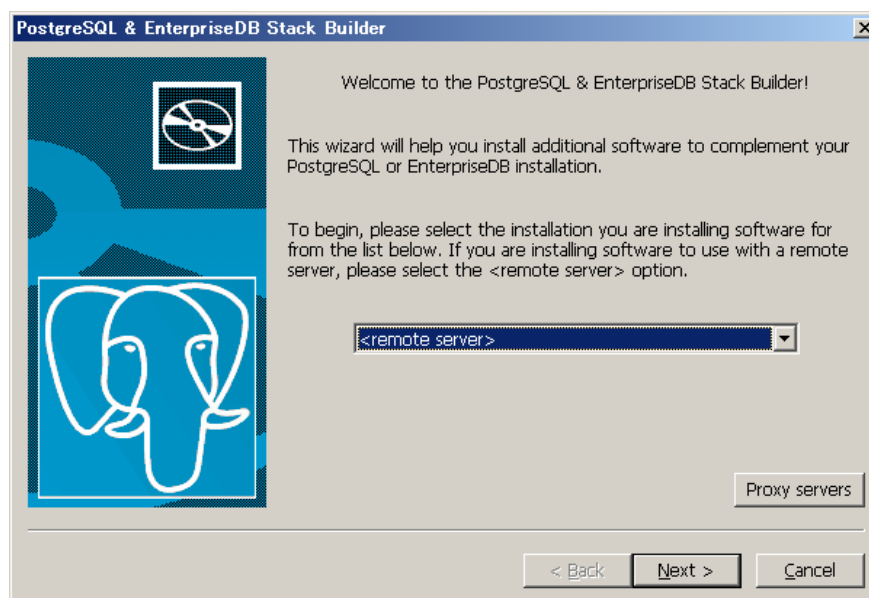 PostgreSQL & EnterpriseDB Stack Builder
Welcome to the PostgreSQL & EnterpriseDB Stack Builder!
This wizard will help you install additional software to complement your
PostgreSQL or EnterpriseDB installation.
To begin, please select the installation you are installing software for
from the list below. If you are installing software to use with a remote
server, please select the <remote server> option.
<remote server>
Proxy servers
< Back
Next >
Cancel